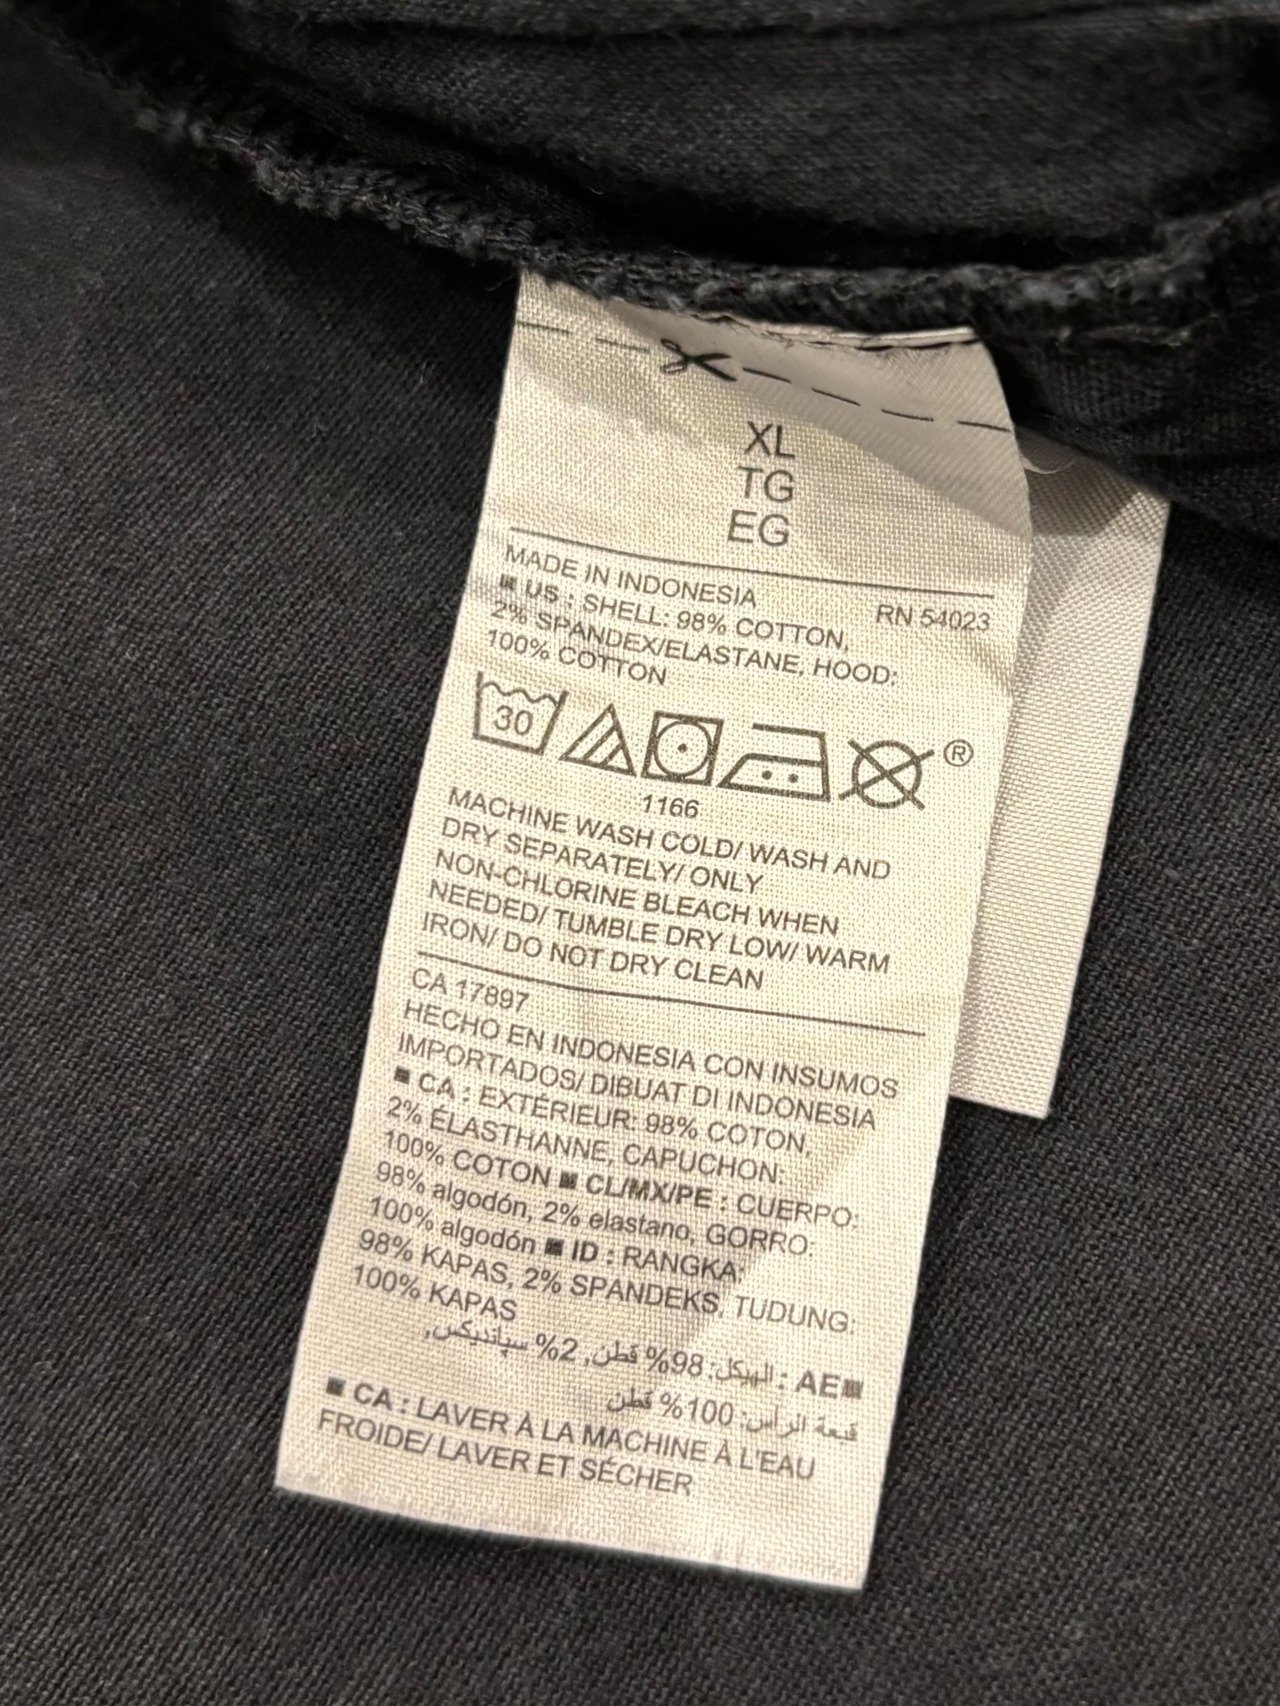 XL
TG
EG
MADE IN INDONESIA
RN 54023
■ US : SHELL: 98% COTTON,
2% SPANDEX/ELASTANE, HOOD:
100% COTTON
30
®
1166
MACHINE WASH COLD/ WASH AND
DRY SEPARATELY/ ONLY
NON-CHLORINE BLEACH WHEN
NEEDED/ TUMBLE DRY LOW/ WARM
IRON/ DO NOT DRY CLEAN
CA 17897
HECHO EN INDONESIA CON INSUMOS
IMPORTADOS/ DIBUAT DI INDONESIA
■ CA : EXTÉRIEUR: 98% COTON,
2% ÉLASTHANNE, CAPUCHON:
100% COTON ■ CL/MX/PE : CUERPO:
98% algodón, 2% elastano, GORRO:
100% algodón ■ ID : RANGKA:
98% KAPAS, 2% SPANDEKS, TUDUNG:
100% KAPAS
■AE : الهيكل: 98% قطن, 2% سپانديكس,
قبعة الرأس: 100% قطن
■ CA : LAVER À LA MACHINE À L'EAU
FROIDE/ LAVER ET SÉCHER